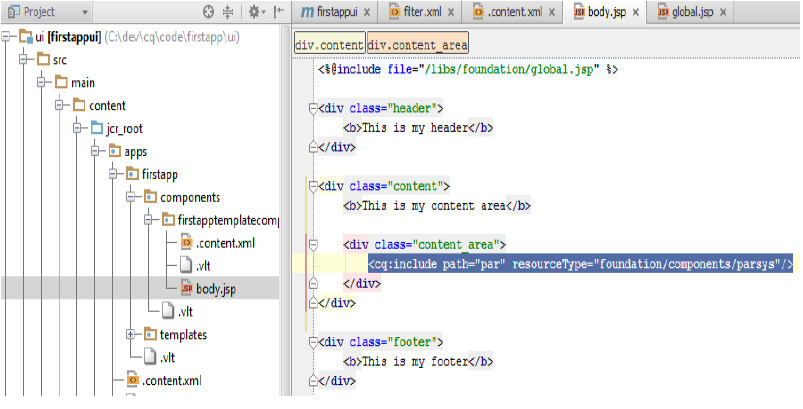 Project
firstappui
filter.xml
.content.xml
body.jsp
global.jsp
ui [firstappui] (C:\dev\cq\code\firstapp\ui)
src
main
content
jcr_root
apps
firstapp
components
firstapptemplatecomp
.content.xml
.vlt
body.jsp
.vlt
templates
.vlt
.content.xml
div.content div.content_area
<%@include file="/libs/foundation/global.jsp" %>
<div class="header">
<b>This is my header</b>
</div>
<div class="content">
<b>This is my content area</b>
<div class="content_area">
<cq:include path="par" resourceType="foundation/components/parsys"/>
</div>
</div>
<div class="footer">
<b>This is my footer</b>
</div>